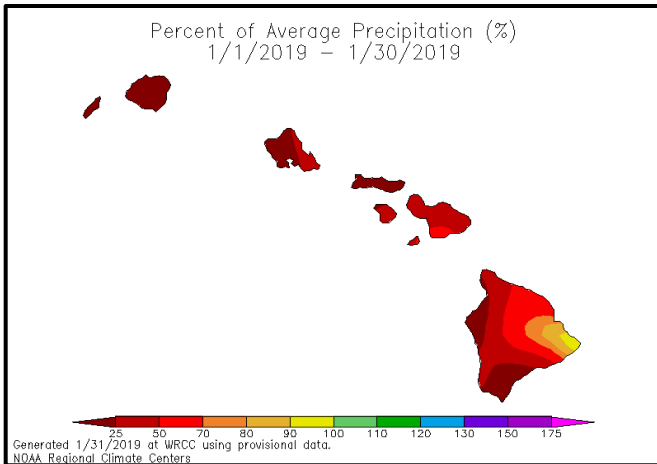 Percent of Average Precipitation (%)
1/1/2019 – 1/30/2019
25 50 70 80 90 100 110 120 130 150 175
Generated 1/31/2019 at WRCC using provisional data.
NOAA Regional Climate Centers